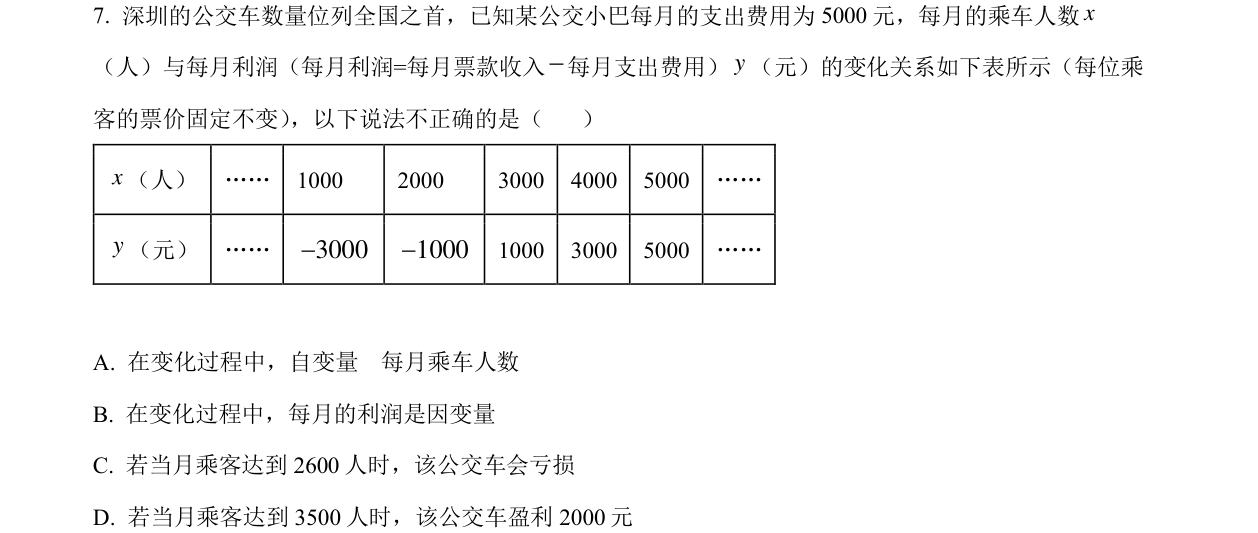 7. 深圳的公交车数量位列全国之首，已知某公交小巴每月的支出费用为 5000 元，每月的乘车人数 x
（人）与每月利润（每月利润=每月票款收入－每月支出费用）y （元）的变化关系如下表所示（每位乘
客的票价固定不变），以下说法不正确的是（ ）
x（人） …… 1000 2000 3000 4000 5000 ……
y（元） …… −3000 −1000 1000 3000 5000 ……
A. 在变化过程中，自变量 每月乘车人数
B. 在变化过程中，每月的利润是因变量
C. 若当月乘客达到 2600 人时，该公交车会亏损
D. 若当月乘客达到 3500 人时，该公交车盈利 2000 元